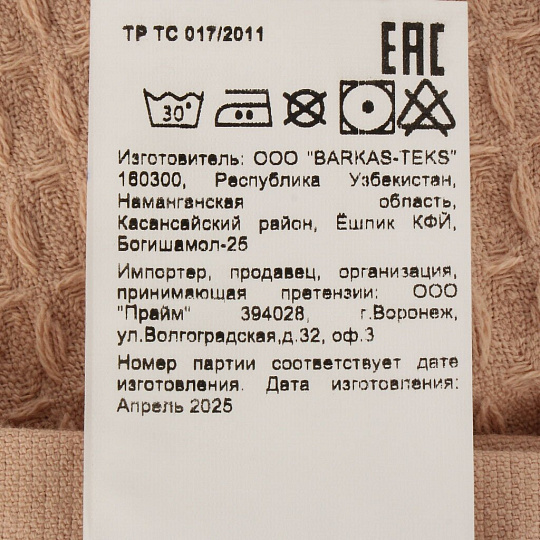 ТР ТС 017/2011
EAC
30°
Изготовитель: ООО "BARKAS-TEKS"
160300, Республика Узбекистан,
Наманганская область,
Касансайский район, Ёшлик КФЙ,
Богишамол-25
Импортер, продавец, организация,
принимающая претензии: ООО
"Прайм" 394028, г.Воронеж,
ул.Волгоградская,д.32, оф.3
Номер партии соответствует дате
изготовления. Дата изготовления:
Апрель 2025